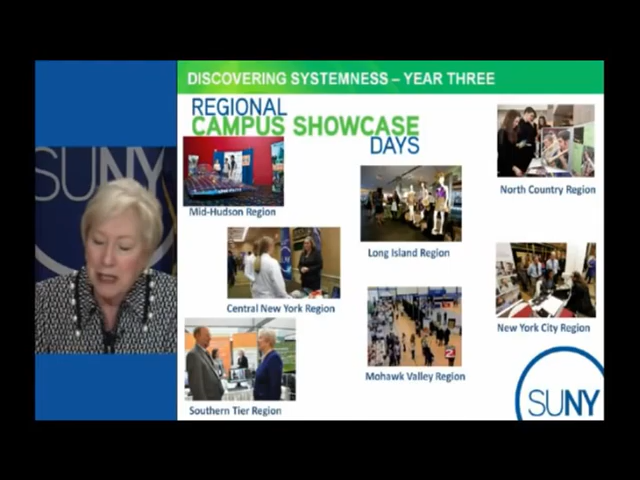 DISCOVERING SYSTEMNESS – YEAR THREE
REGIONAL
CAMPUS SHOWCASE
DAYS
Mid-Hudson Region
Long Island Region
North Country Region
Central New York Region
New York City Region
Mohawk Valley Region
Southern Tier Region
SUNY
SUNY